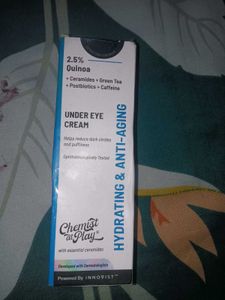 2.5%
Quinoa
+ Ceramides + Green Tea
+ Postbiotics + Caffeine
UNDER EYE
CREAM
Helps reduce dark circles
and puffiness
Ophthalmologically Tested
Chemist
at Play
with essential ceramides
Developed with Dermatologists
Powered By INNOVIST™
HYDRATING & ANTI-AGING